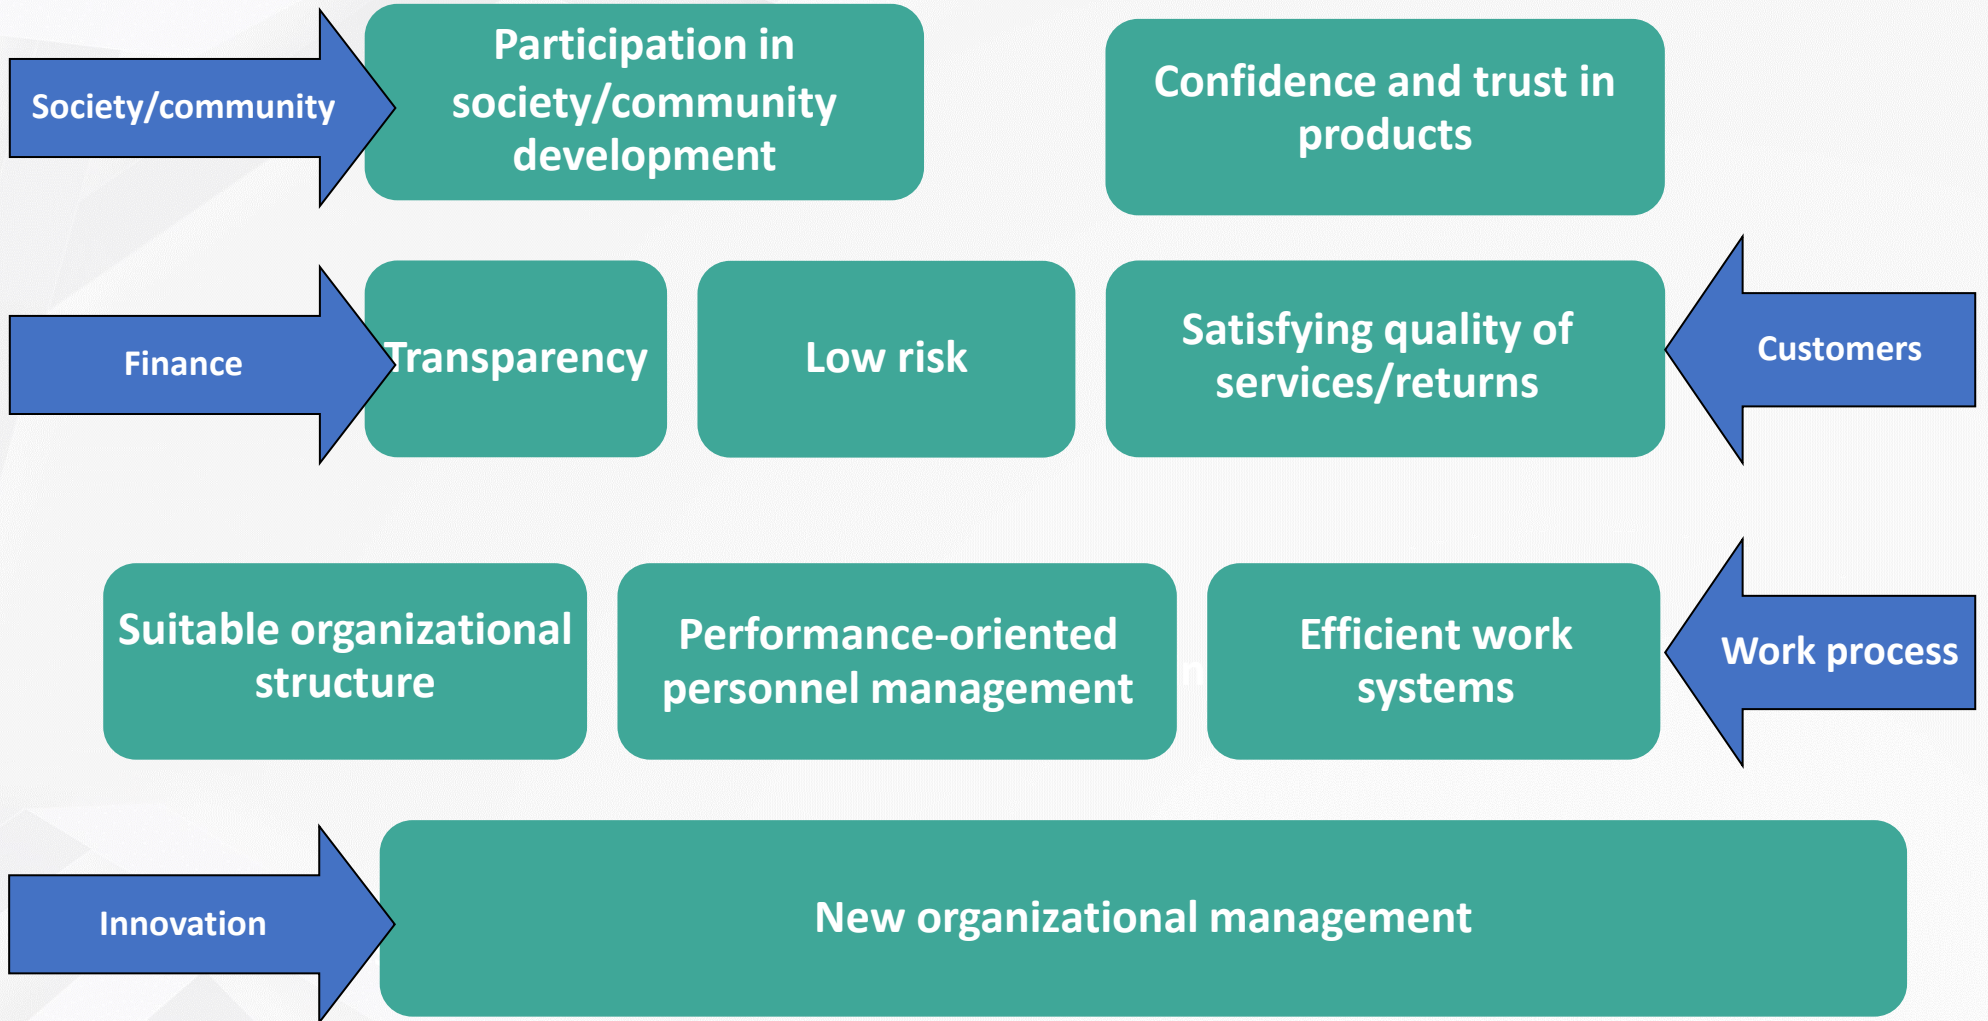 Society/community
Participation in
society/community
development
Confidence and trust in
products
Finance
Transparency
Low risk
Satisfying quality of
services/returns
Customers
Suitable organizational
structure
Performance-oriented
personnel management
Efficient work
systems
Work process
Innovation
New organizational management